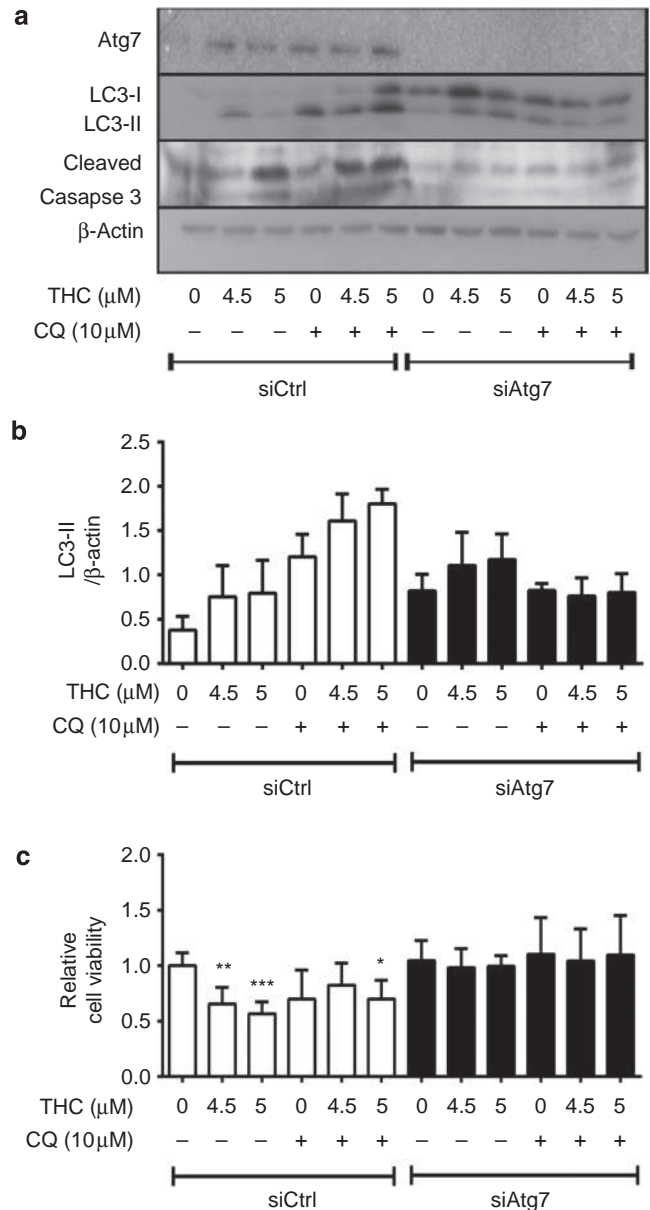 a
Atg7
LC3-I
LC3-II
Cleaved
Casapse 3
β-Actin
THC (μM) 0 4.5 5 0 4.5 5 0 4.5 5 0 4.5 5
CQ (10μM) – – – + + + – – – + + +
siCtrl siAtg7
b
2.5
2.0
1.5
1.0
0.5
0.0
LC3-II
/β-actin
THC (μM) 0 4.5 5 0 4.5 5 0 4.5 5 0 4.5 5
CQ (10μM) – – – + + + – – – + + +
siCtrl siAtg7
c
2.0
1.5
1.0
0.5
0.0
Relative
cell viability
** *** *
THC (μM) 0 4.5 5 0 4.5 5 0 4.5 5 0 4.5 5
CQ (10μM) – – – + + + – – – + + +
siCtrl siAtg7